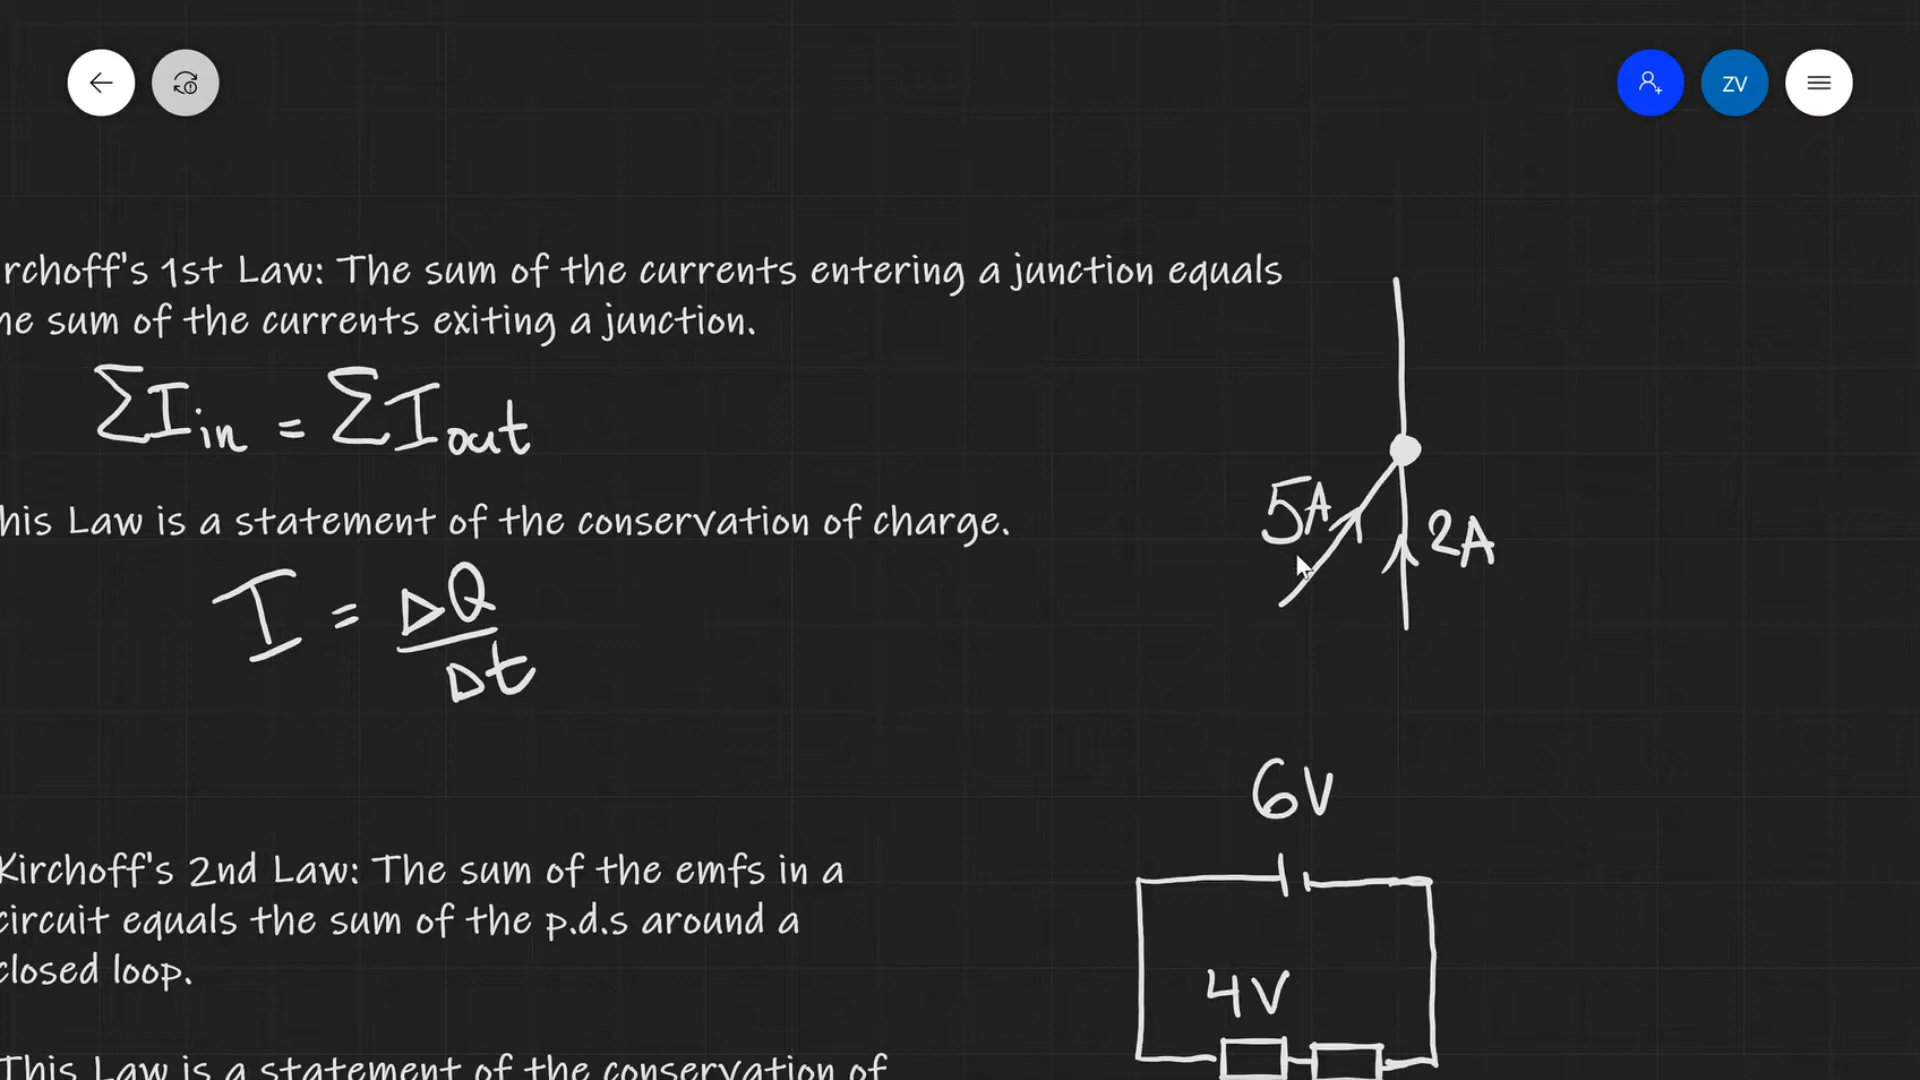 ZV
rchoff's 1st Law: The sum of the currents entering a junction equals
he sum of the currents exiting a junction.
ΣI_in = ΣI_out
his Law is a statement of the conservation of charge.
I = ΔQ/Δt
5A
2A
6V
Kirchoff's 2nd Law: The sum of the emfs in a
circuit equals the sum of the p.d.s around a
closed loop.
4V
This Law is a statement of the conservation of